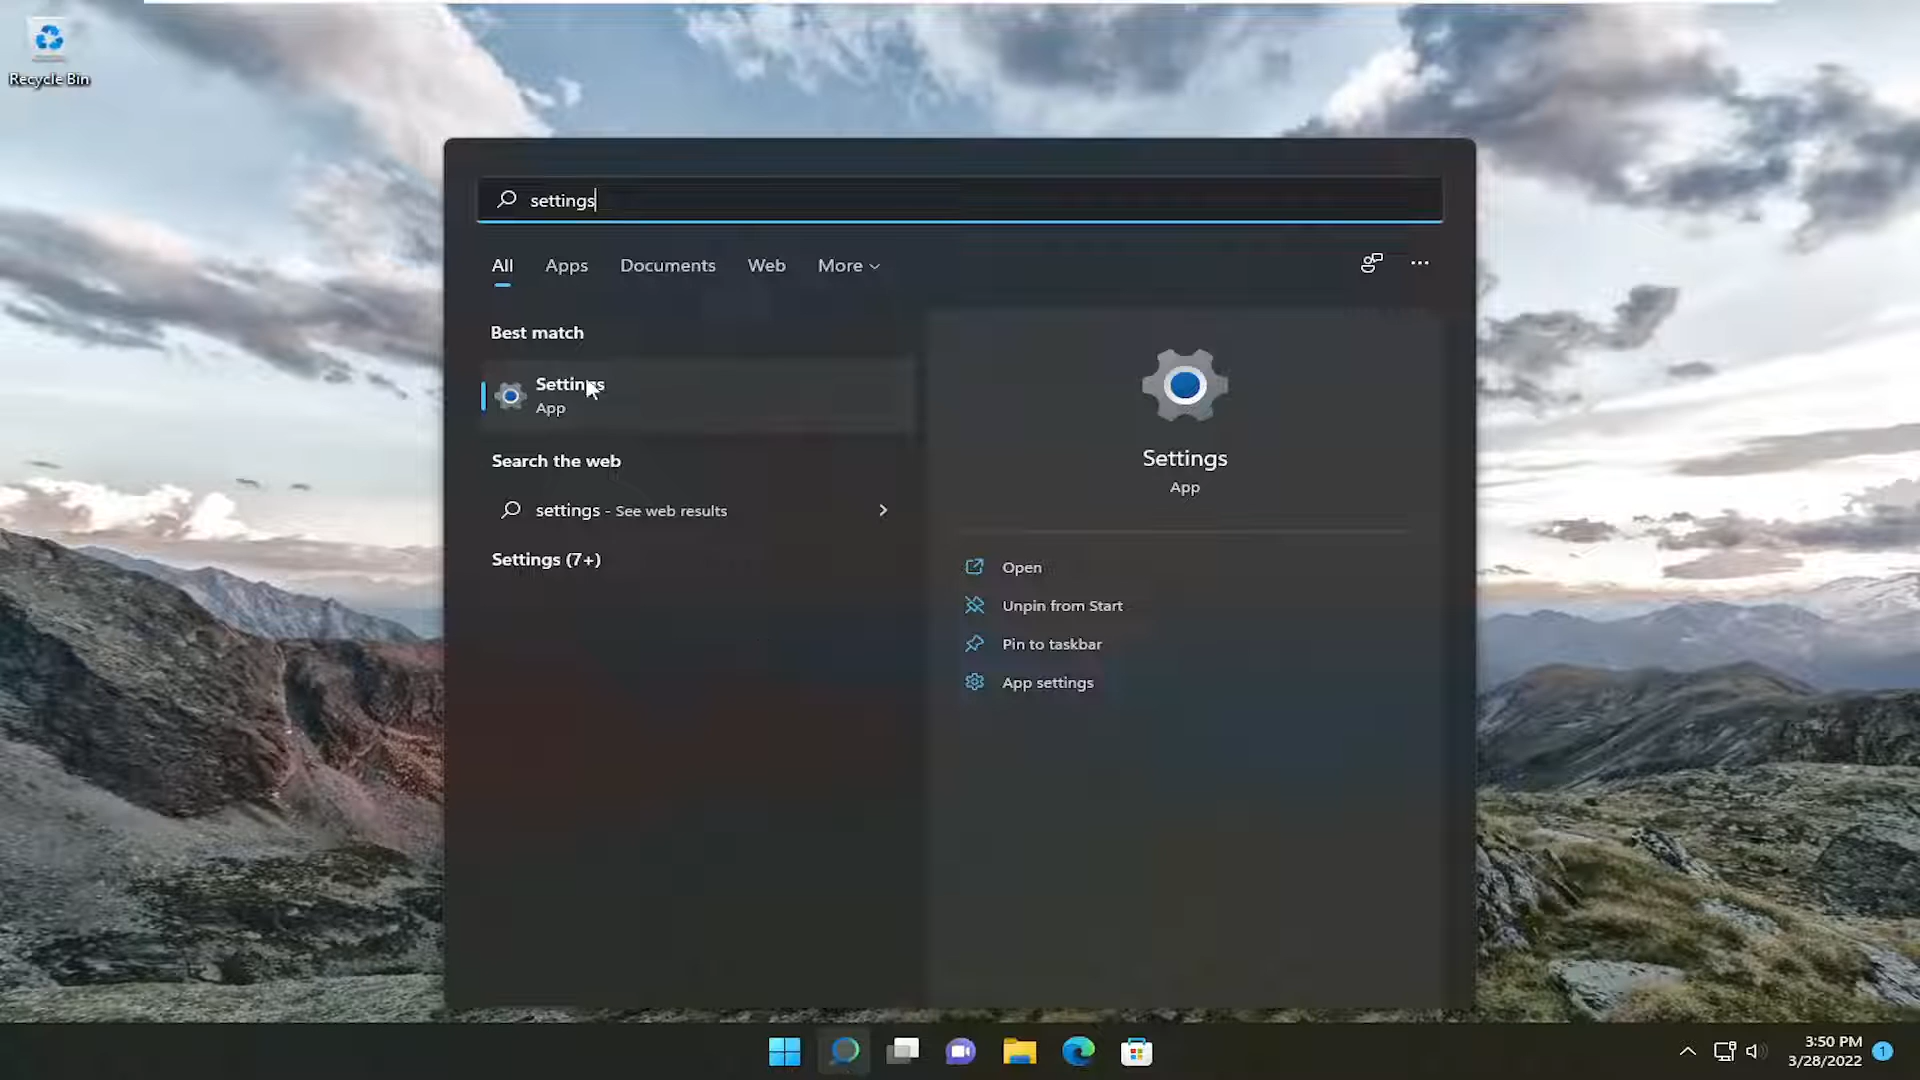 Recycle Bin
settings
All Apps Documents Web More
Best match
Settings
App
Search the web
settings - See web results
Settings (7+)
Settings
App
Open
Unpin from Start
Pin to taskbar
App settings
3:50 PM
3/28/2022
1